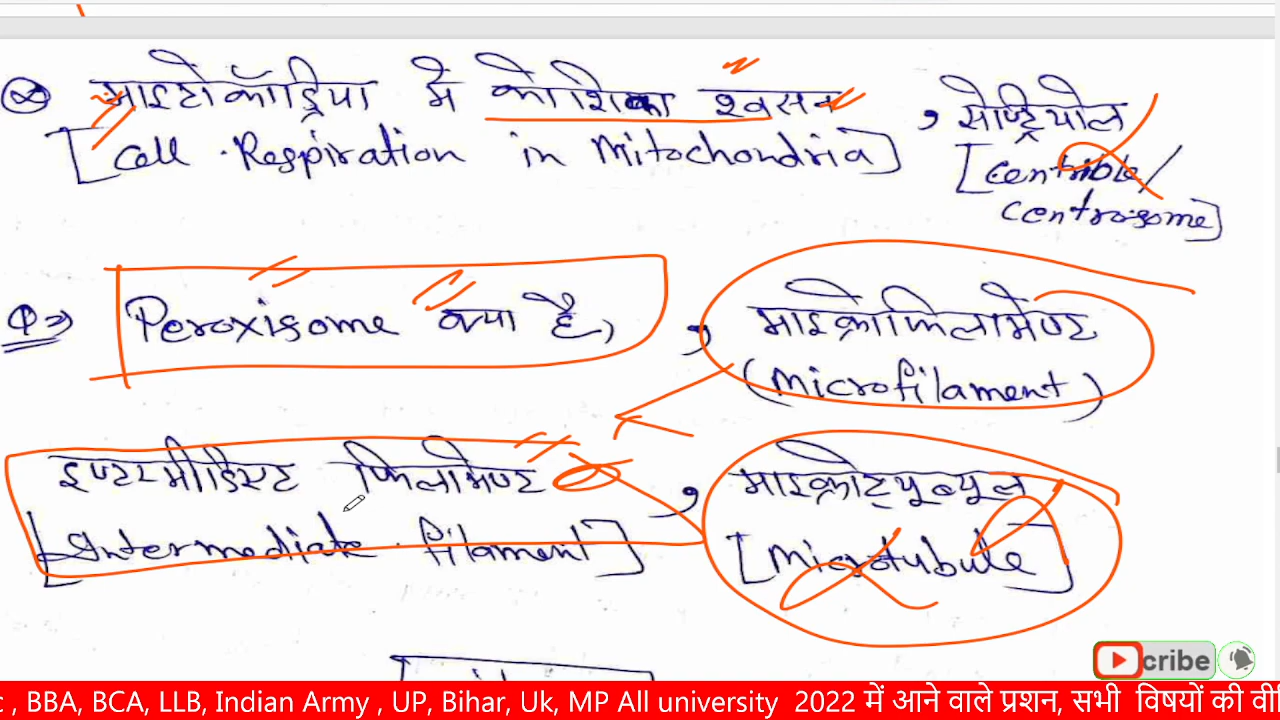 माइटोकॉंड्रिया में कोशिका श्वसन, सेण्ट्रियोल
[Cell Respiration in Mitochondria] [Centriole/
Centrosome]
Q⇒ Peroxisome क्या है, , माइक्रोफिलामेण्ट
(Microfilament)
इण्टरमीडिएट फिलामेण्ट , माइक्रोट्यूब्यूल
[Intermediate filament] [Microtubule]
cribe
, BBA, BCA, LLB, Indian Army , UP, Bihar, Uk, MP All university 2022 में आने वाले प्रशन, सभी विषयों की